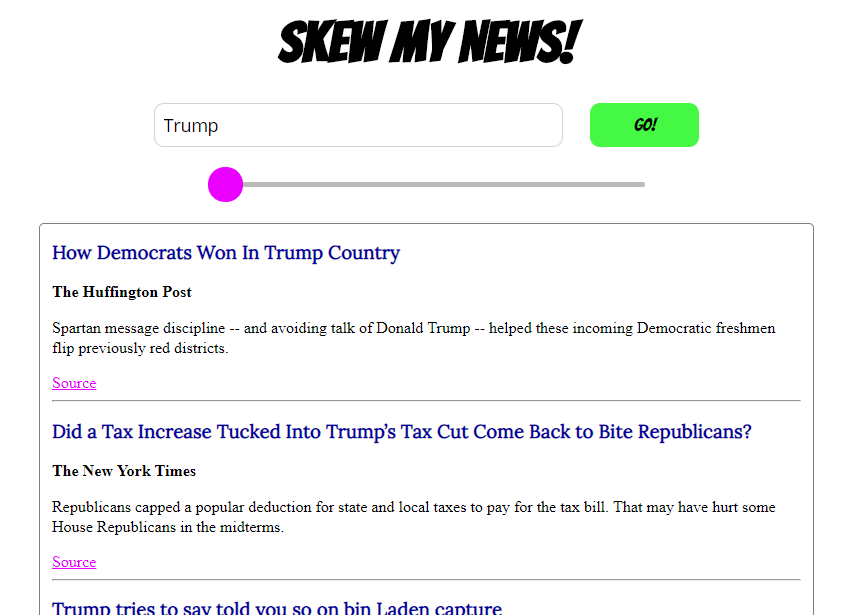 SKEW MY NEWS!
Trump
GO!
How Democrats Won In Trump Country
The Huffington Post
Spartan message discipline -- and avoiding talk of Donald Trump -- helped these incoming Democratic freshmen
flip previously red districts.
Source
Did a Tax Increase Tucked Into Trump’s Tax Cut Come Back to Bite Republicans?
The New York Times
Republicans capped a popular deduction for state and local taxes to pay for the tax bill. That may have hurt some
House Republicans in the midterms.
Source
Trump tries to say told you so on bin Laden capture